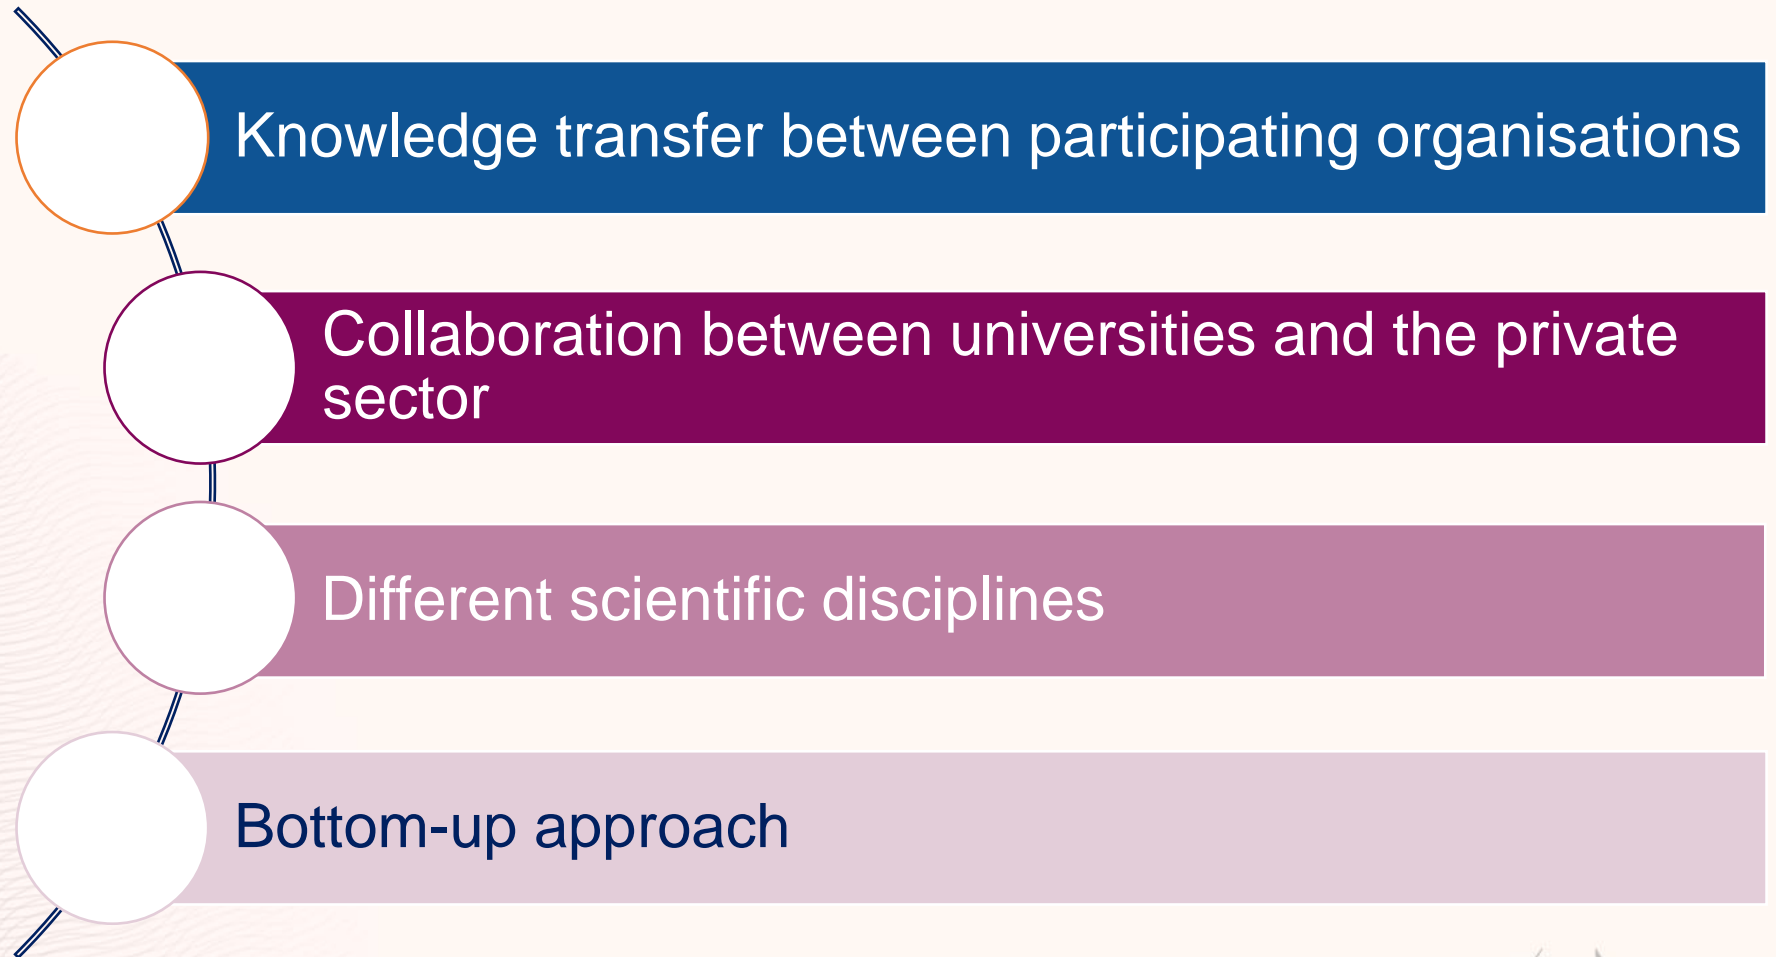 Knowledge transfer between participating organisations
Collaboration between universities and the private
sector
Different scientific disciplines
Bottom-up approach